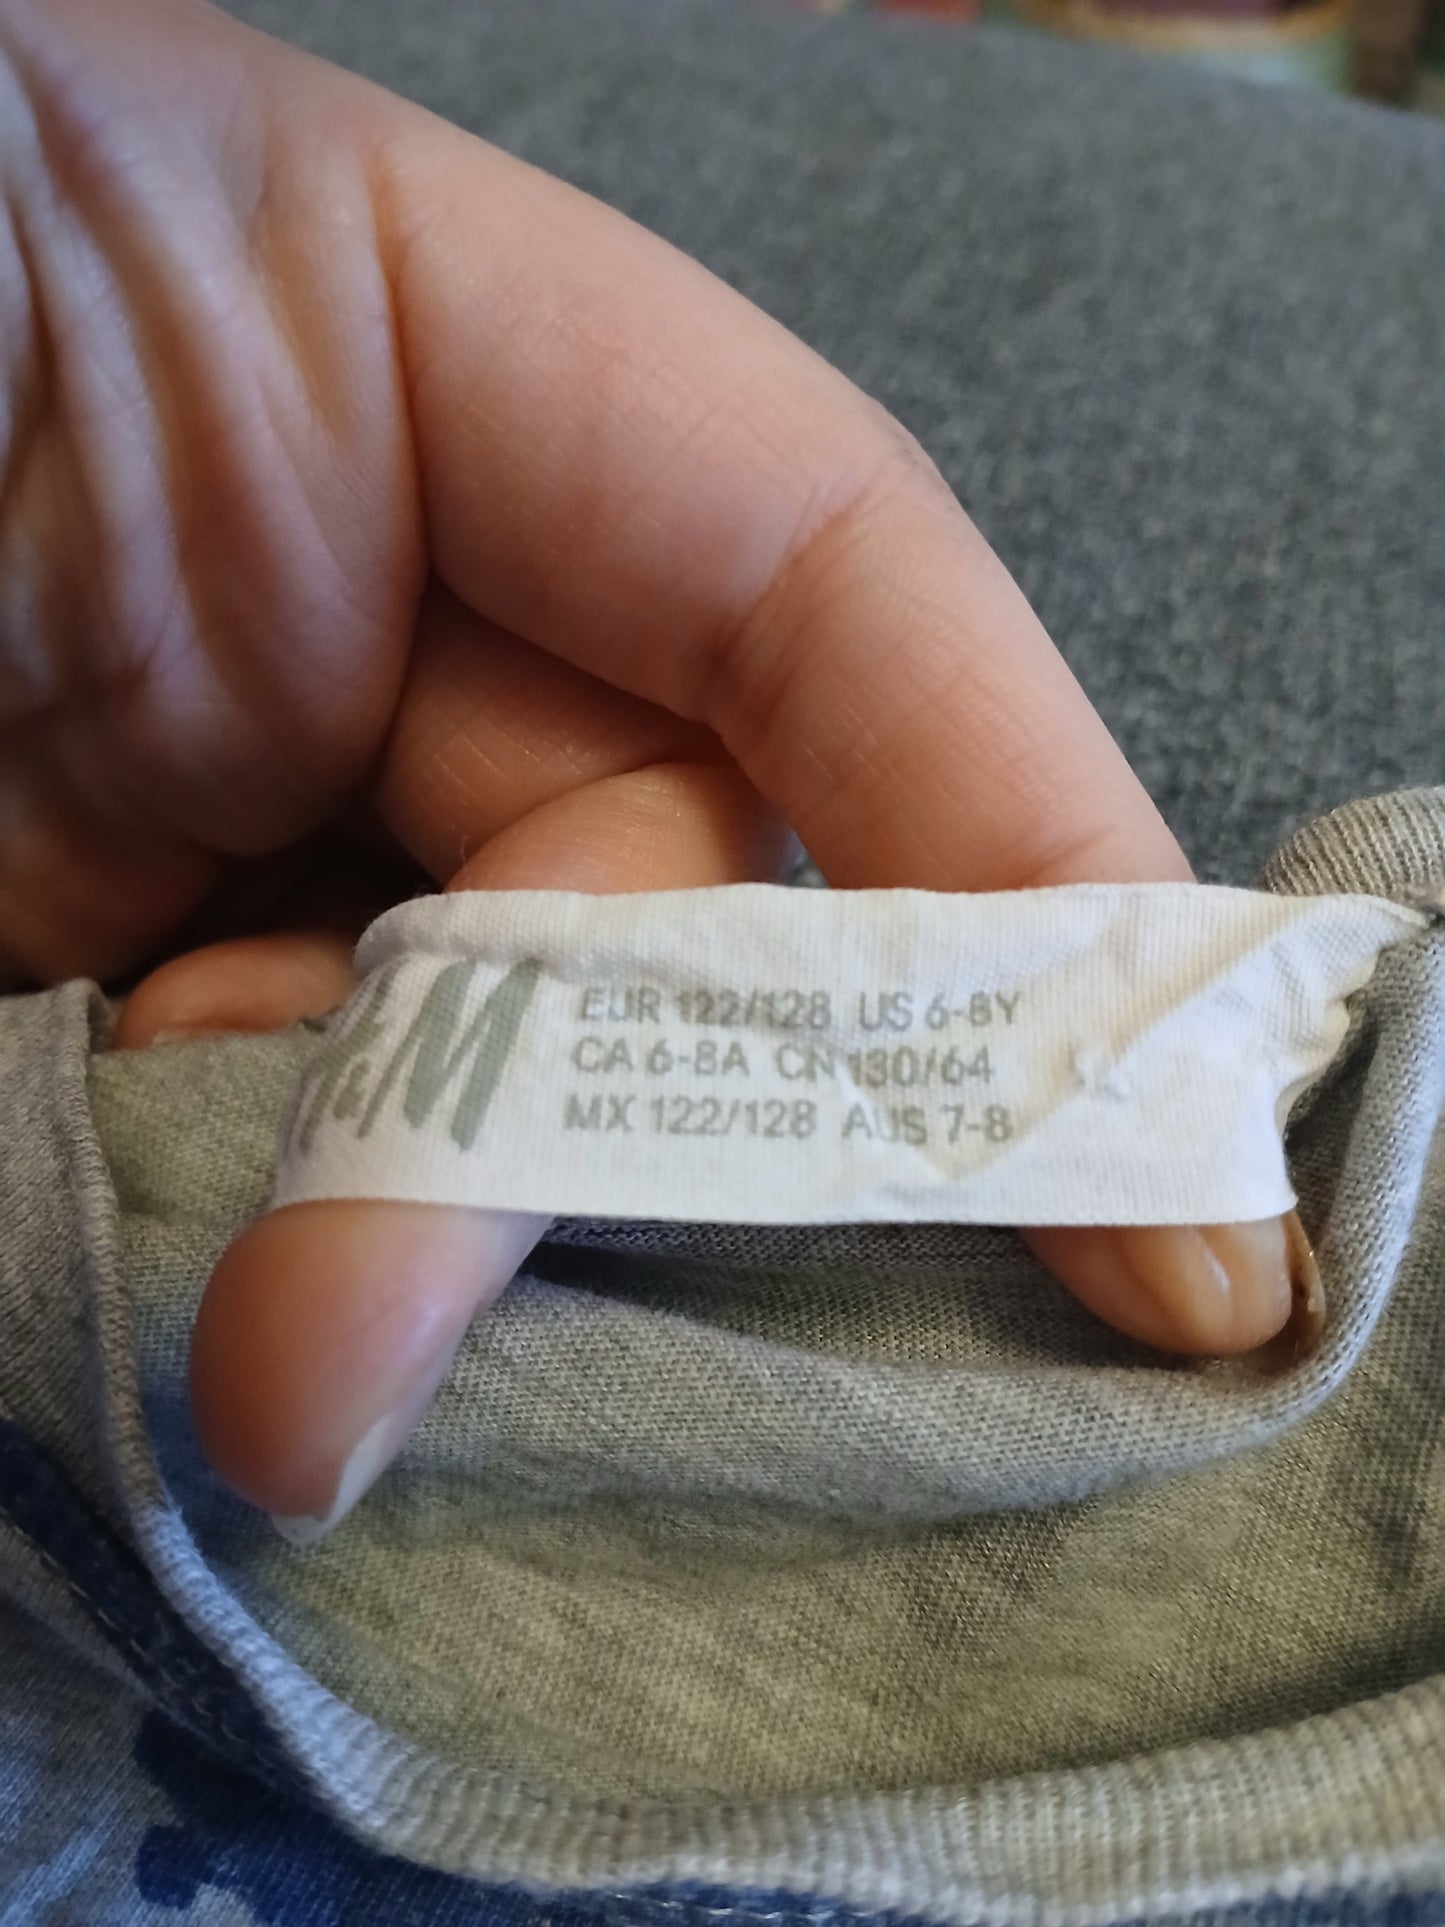 H&M
EUR 122/128 US 6-8Y
CA 6-8A CN 130/64
MX 122/128 AUS 7-8